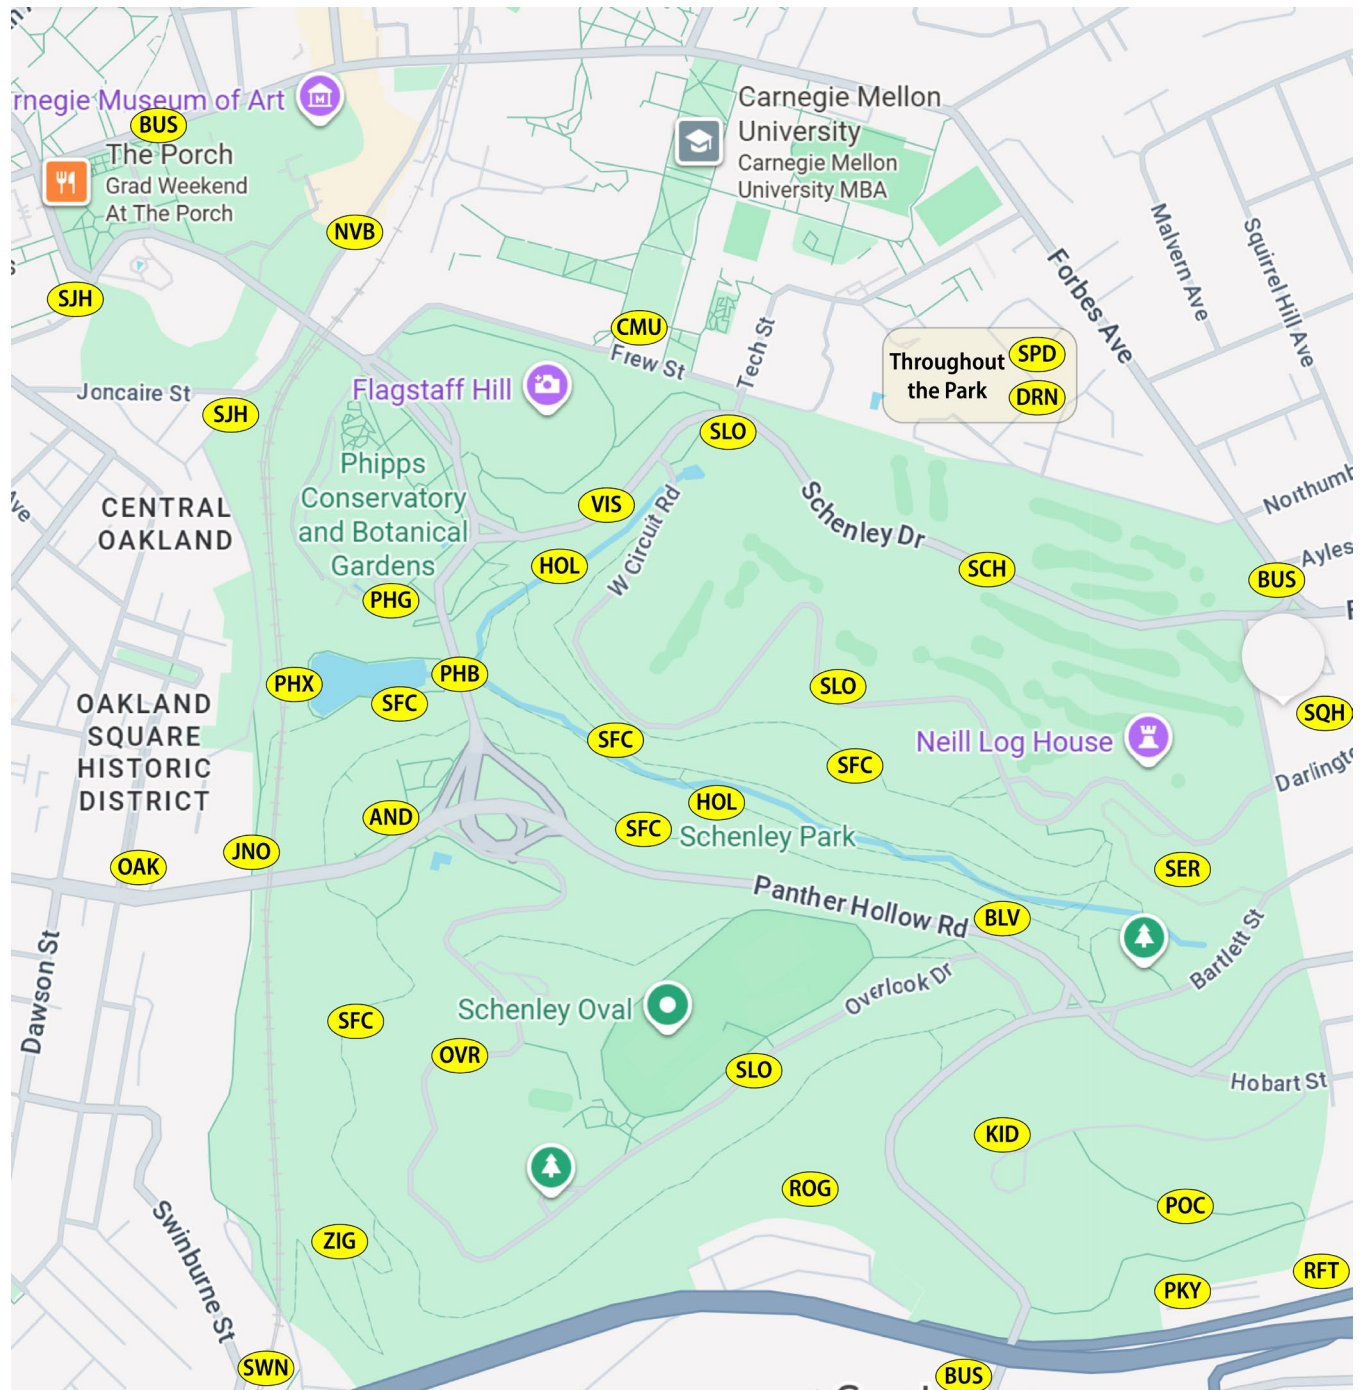 rnegie Museum of Art
BUS
The Porch
Grad Weekend
At The Porch
Carnegie Mellon
University
Carnegie Mellon
University MBA
NVB
SJH
CMU
Frew St
Tech St
Forbes Ave
Malvern Ave
Squirrel Hill Ave
Throughout
the Park
SPD
DRN
Joncaire St
Flagstaff Hill
SJH
SLO
Phipps
Conservatory
and Botanical
Gardens
CENTRAL
OAKLAND
Ave
VIS
W Circuit Rd
Schenley Dr
Northumb
Ayles
HOL
SCH
BUS
F
PHG
PHX
SFC
PHB
SLO
OAKLAND
SQUARE
HISTORIC
DISTRICT
SFC
Neill Log House
SQH
SFC
Darlingto
AND
HOL
SFC
Schenley Park
JNO
OAK
SER
Panther Hollow Rd
BLV
Bartlett St
Dawson St
Overlook Dr
Schenley Oval
SFC
OVR
SLO
Hobart St
KID
ROG
POC
ZIG
Swinburne St
RFT
PKY
SWN
BUS